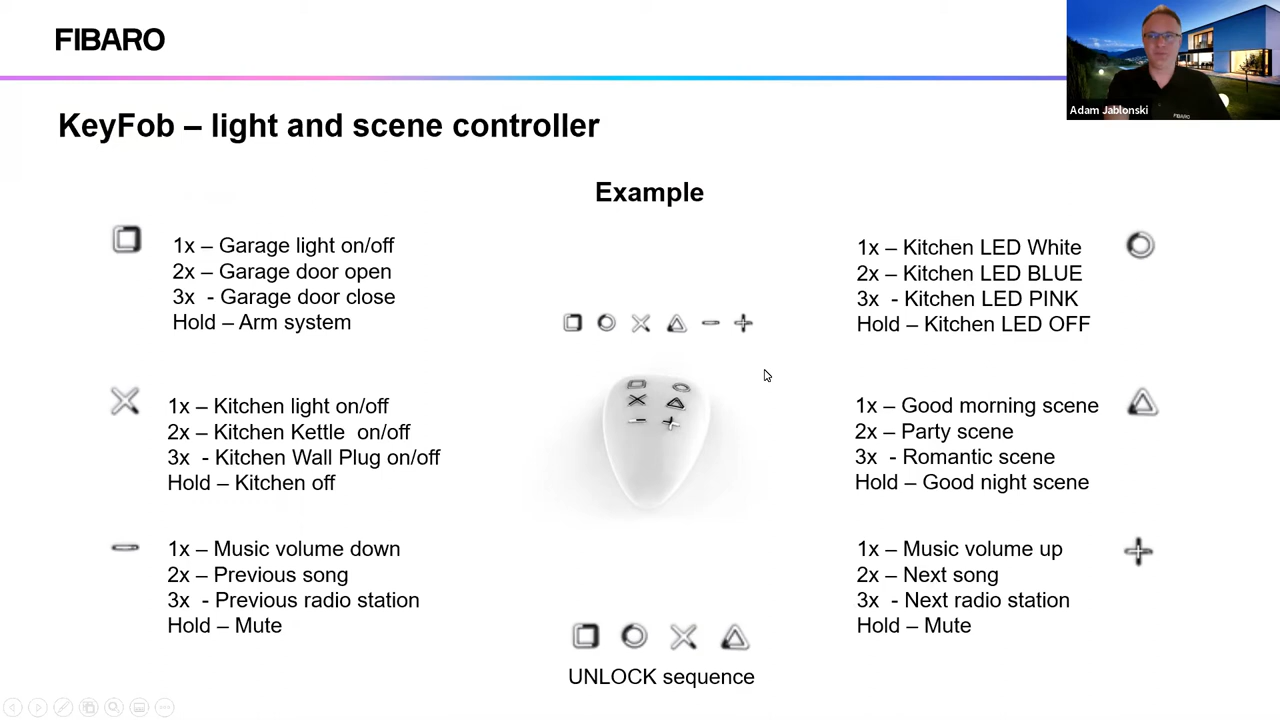 FIBARO
Adam Jablonski
FIBARO
KeyFob – light and scene controller
Example
1x – Garage light on/off
2x – Garage door open
3x - Garage door close
Hold – Arm system
1x – Kitchen LED White
2x – Kitchen LED BLUE
3x - Kitchen LED PINK
Hold – Kitchen LED OFF
1x – Kitchen light on/off
2x – Kitchen Kettle on/off
3x - Kitchen Wall Plug on/off
Hold – Kitchen off
1x – Good morning scene
2x – Party scene
3x - Romantic scene
Hold – Good night scene
1x – Music volume down
2x – Previous song
3x - Previous radio station
Hold – Mute
1x – Music volume up
2x – Next song
3x - Next radio station
Hold – Mute
UNLOCK sequence